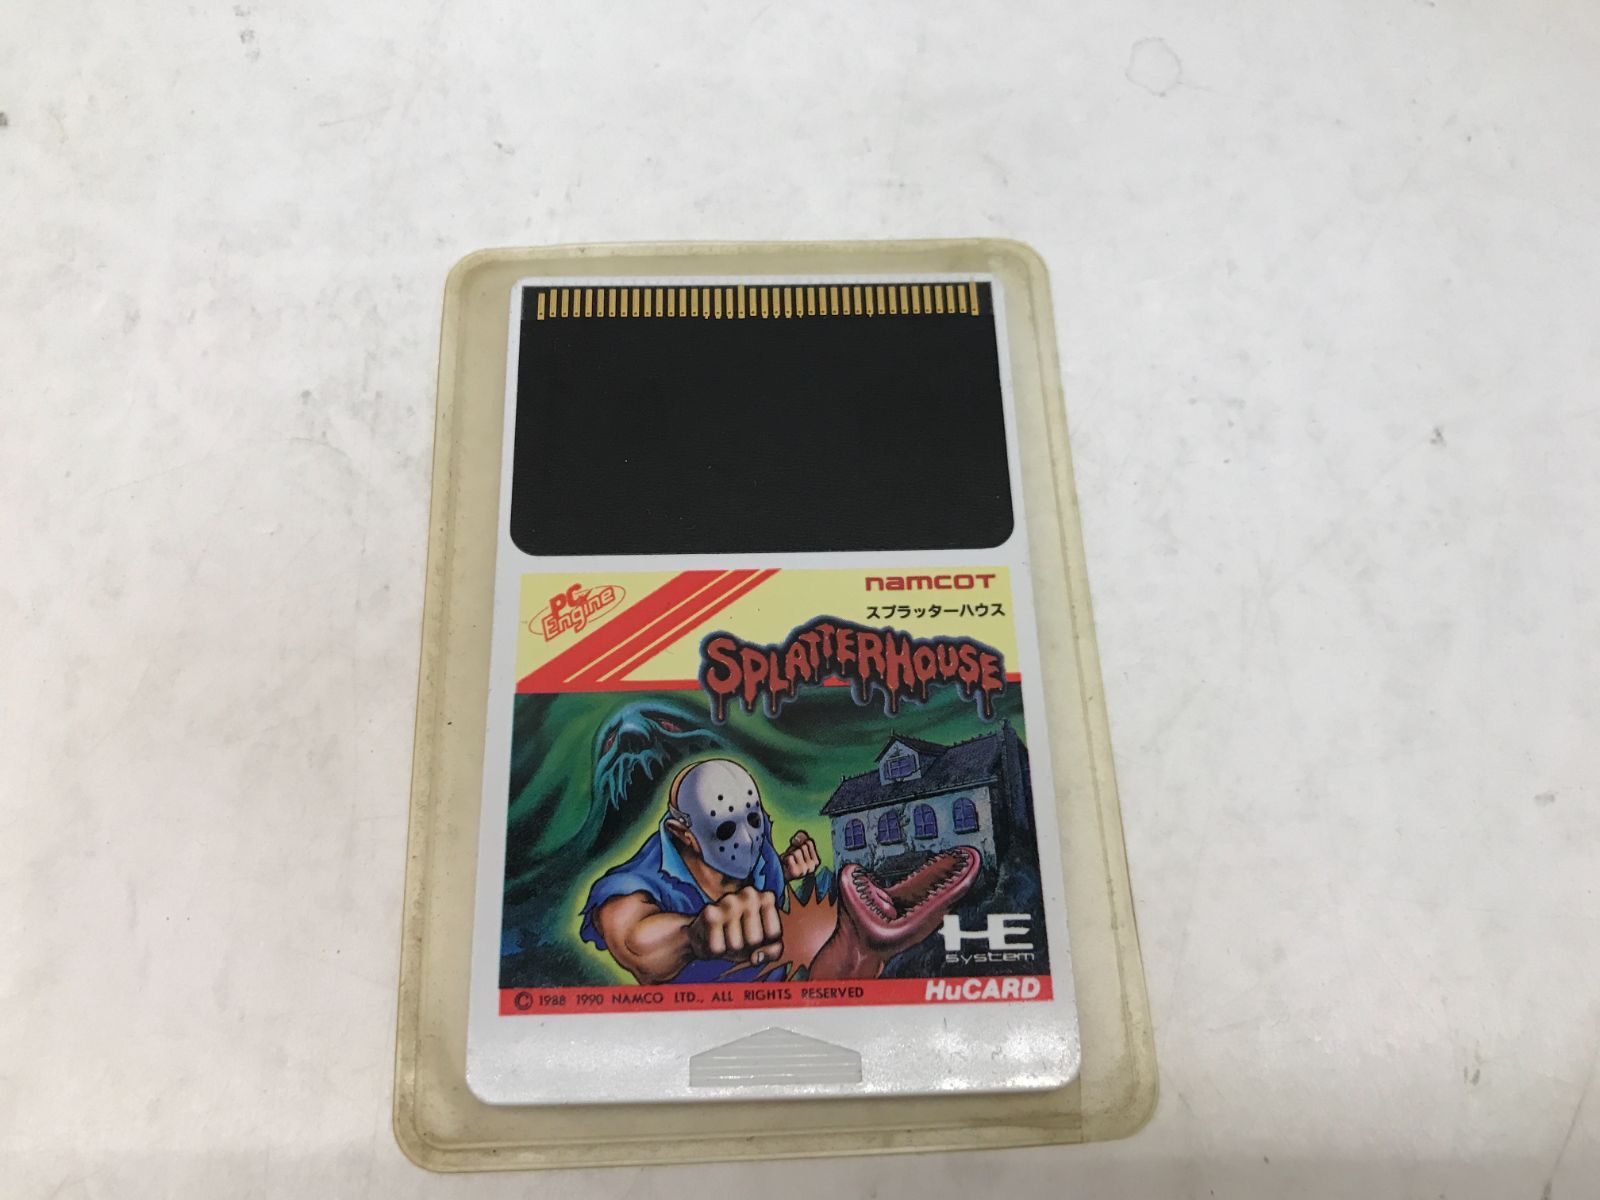 PC Engine
namcoT
スプラッターハウス
SPLATTERHOUSE
HE
system
© 1988 1990 NAMCO LTD., ALL RIGHTS RESERVED
HuCARD